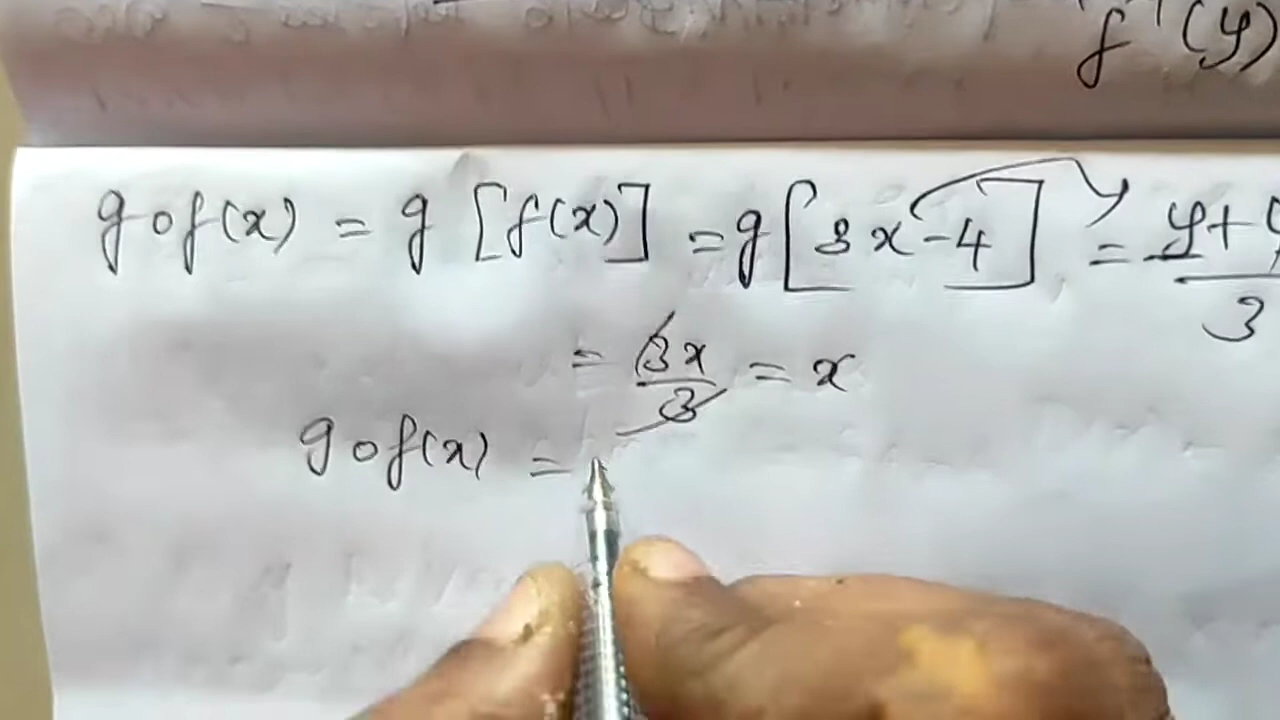 f⁻¹(y)
gof(x) = g[f(x)] = g[3x-4] = y+4/3
= 3x/3 = x
gof(x) =